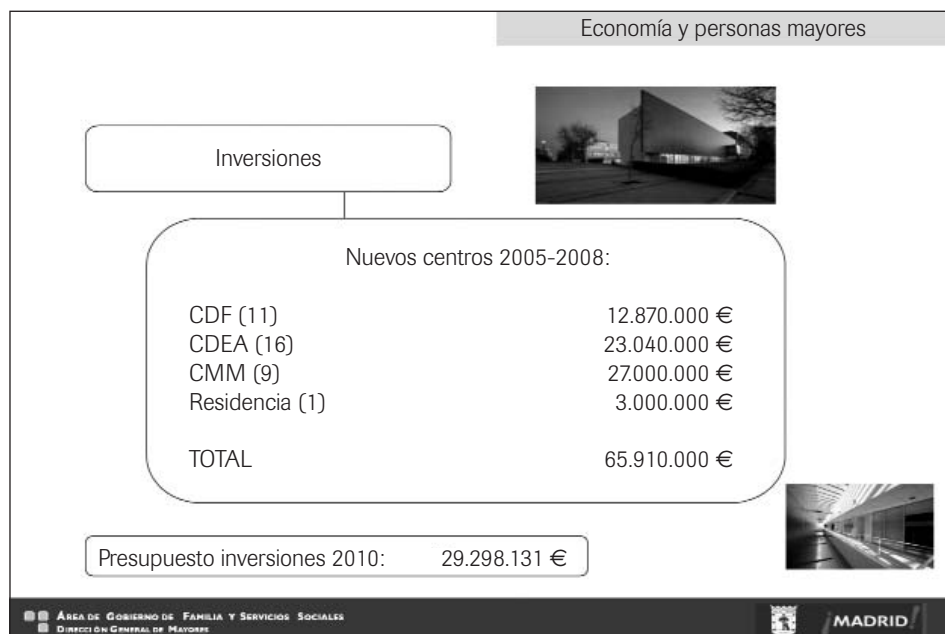 Economía y personas mayores
Inversiones
Nuevos centros 2005-2008:
CDF (11) 12.870.000 €
CDEA (16) 23.040.000 €
CMM (9) 27.000.000 €
Residencia (1) 3.000.000 €
TOTAL 65.910.000 €
Presupuesto inversiones 2010: 29.298.131 €
ÁREA DE GOBIERNO DE FAMILIA Y SERVICIOS SOCIALES
DIRECCIÓN GENERAL DE MAYORES
¡MADRID!